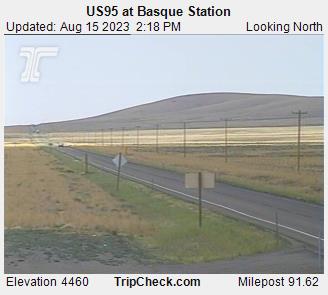 US95 at Basque Station
Updated: Aug 15 2023  2:18 PM Looking North
Elevation 4460 TripCheck.com Milepost 91.62